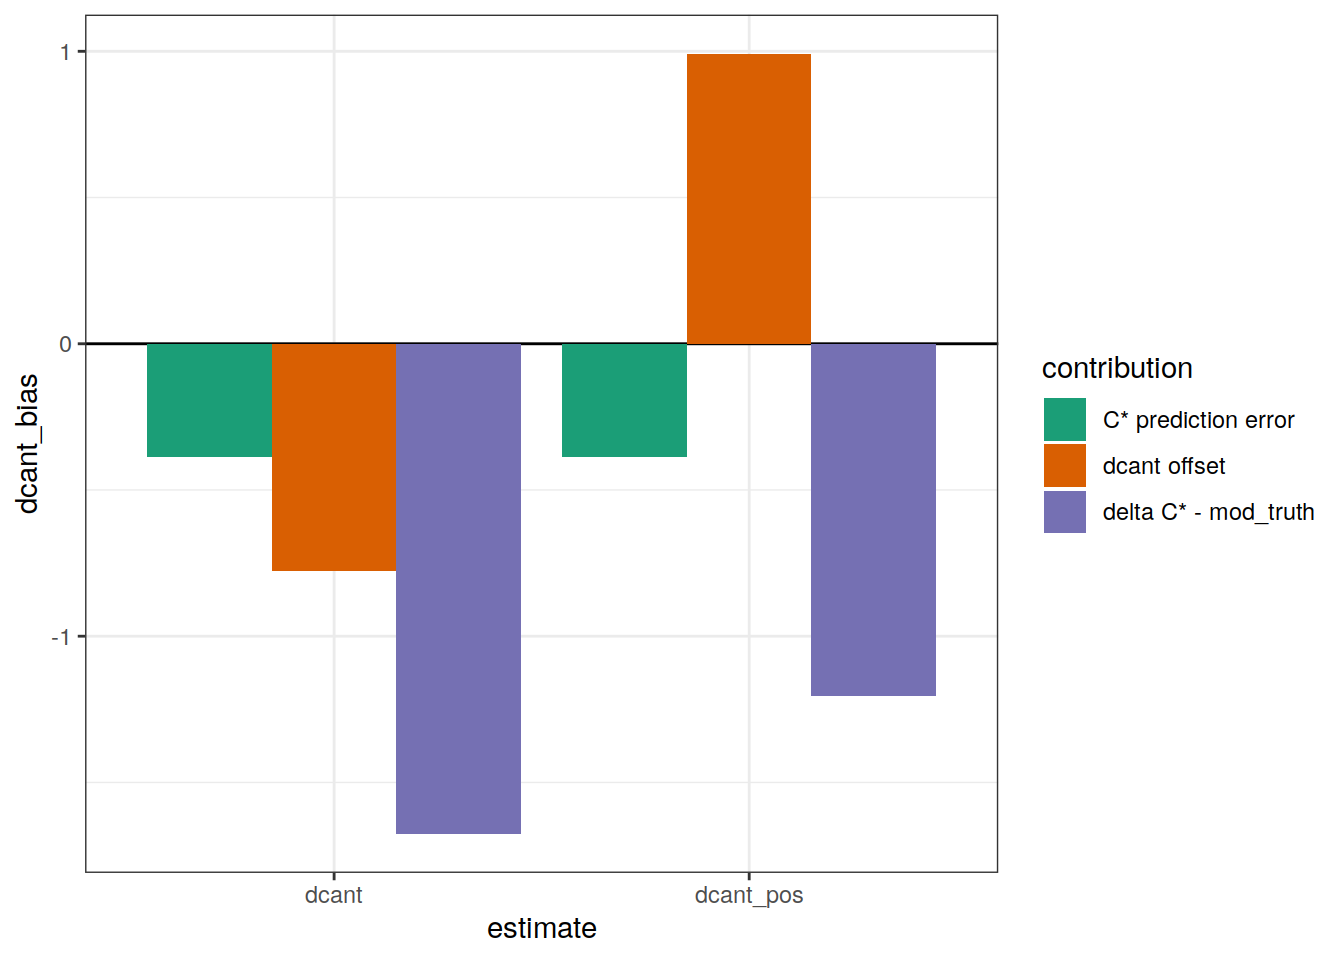 1
0
-1
dcant_bias
dcant
dcant_pos
estimate
contribution
C* prediction error
dcant offset
delta C* - mod_truth